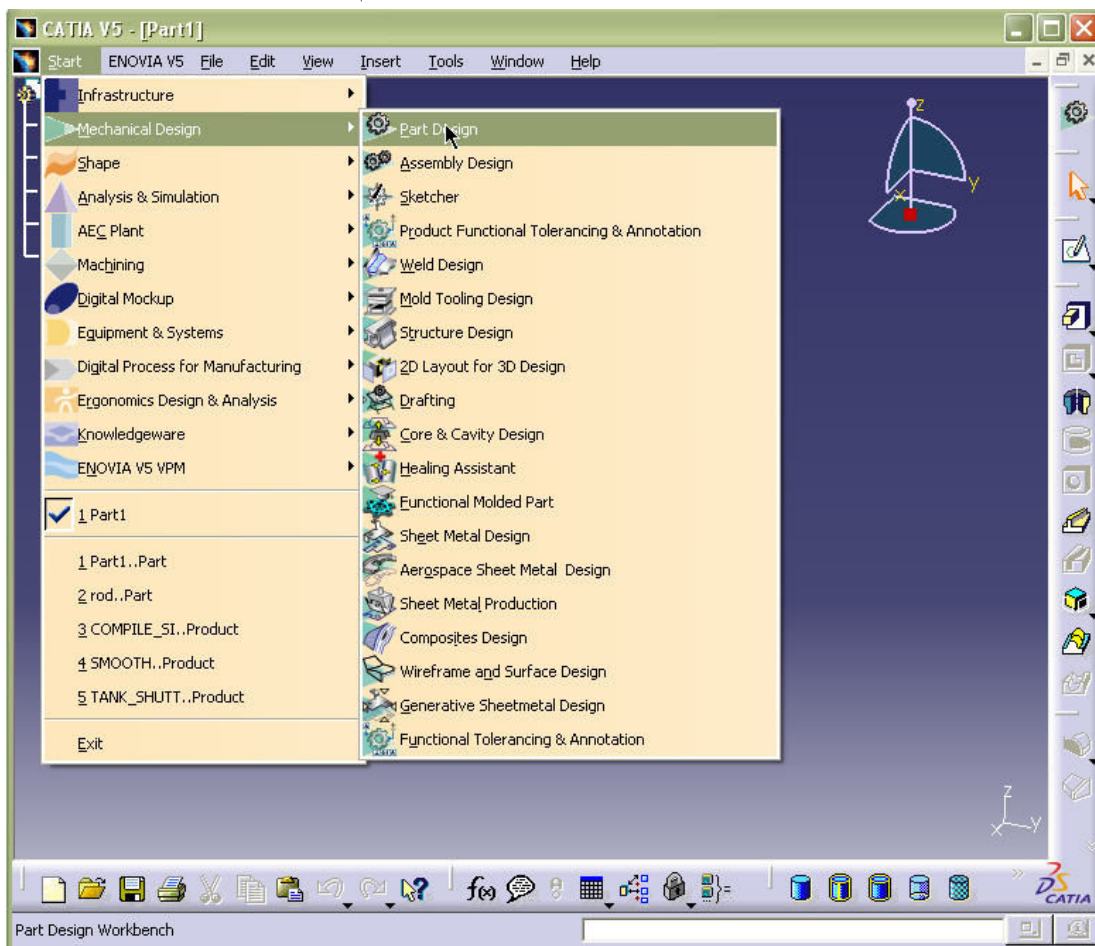 CATIA V5 - [Part1]
Start ENOVIA V5 File Edit View Insert Tools Window Help
Infrastructure
Mechanical Design
Shape
Analysis & Simulation
AEC Plant
Machining
Digital Mockup
Equipment & Systems
Digital Process for Manufacturing
Ergonomics Design & Analysis
Knowledgeware
ENOVIA V5 VPM
1 Part1
1 Part1..Part
2 rod..Part
3 COMPILE_SI..Product
4 SMOOTH..Product
5 TANK_SHUTT..Product
Exit
Part Design
Assembly Design
Sketcher
Product Functional Tolerancing & Annotation
Weld Design
Mold Tooling Design
Structure Design
2D Layout for 3D Design
Drafting
Core & Cavity Design
Healing Assistant
Functional Molded Part
Sheet Metal Design
Aerospace Sheet Metal Design
Sheet Metal Production
Composites Design
Wireframe and Surface Design
Generative Sheetmetal Design
Functional Tolerancing & Annotation
z
y
x
z
x y
f(x)
CATIA
Part Design Workbench